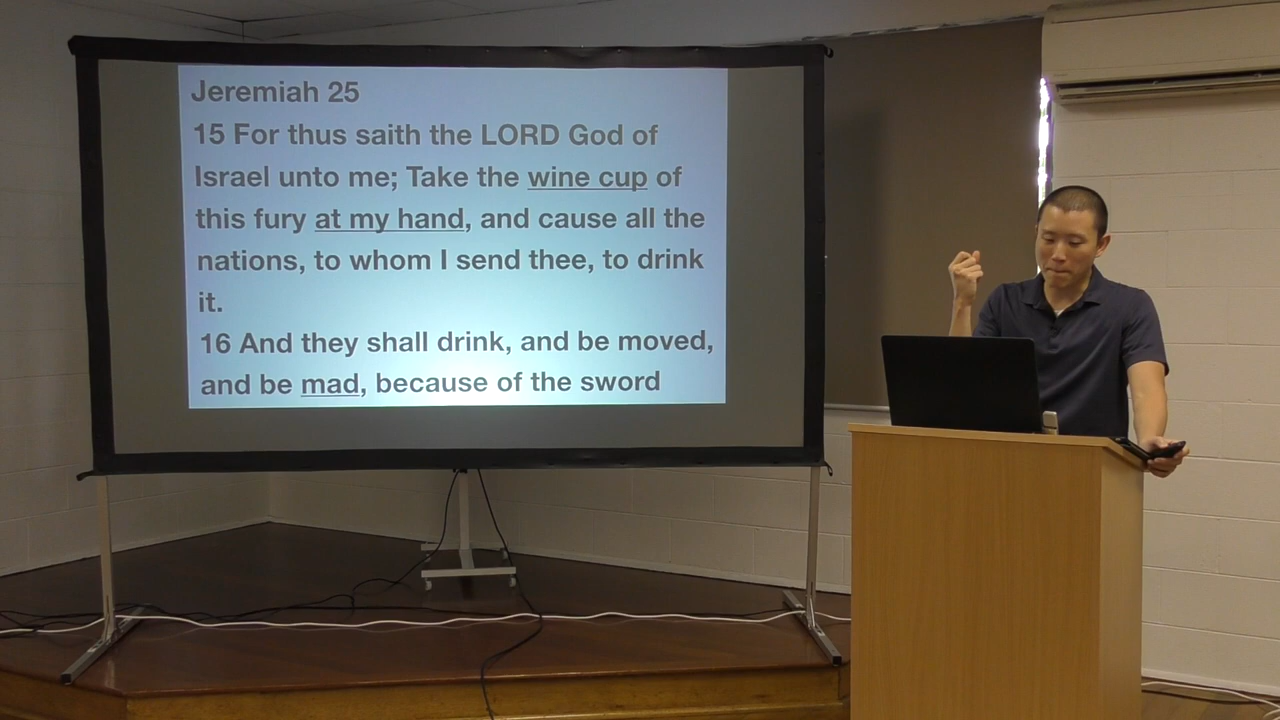 Jeremiah 25
15 For thus saith the LORD God of
Israel unto me; Take the wine cup of
this fury at my hand, and cause all the
nations, to whom I send thee, to drink
it.
16 And they shall drink, and be moved,
and be mad, because of the sword